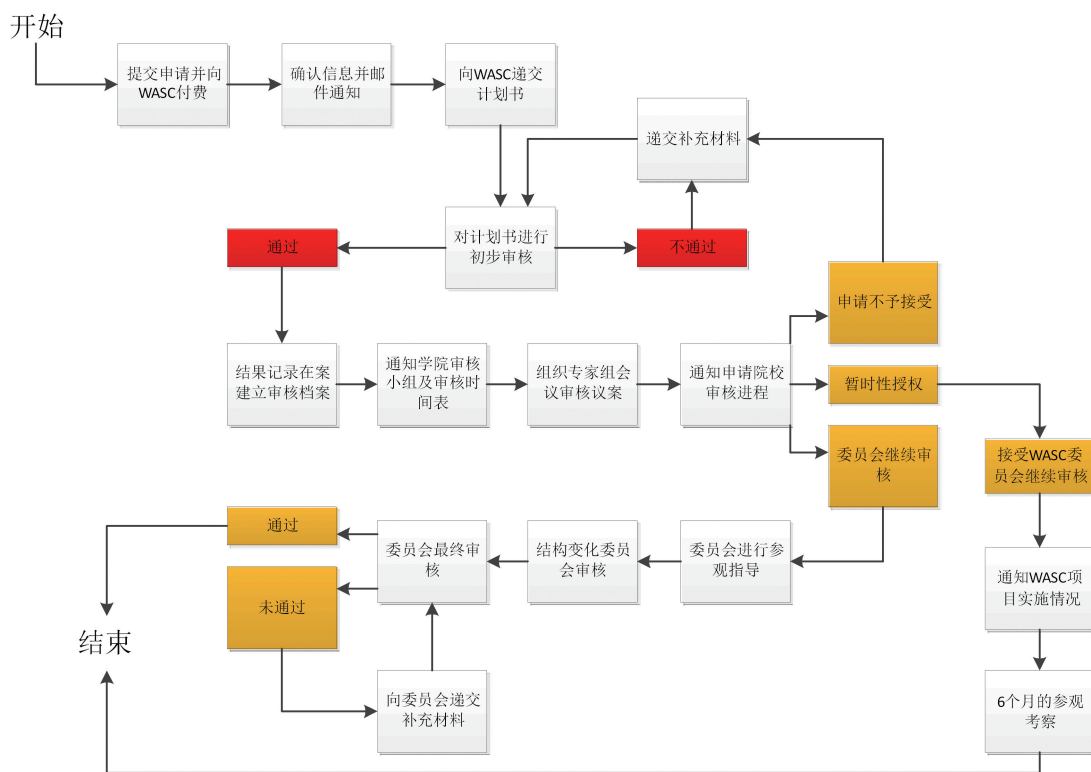 开始
提交申请并向
WASC付费
确认信息并邮
件通知
向WASC递交
计划书
递交补充材料
对计划书进行
初步审核
通过
不通过
申请不予接受
结果记录在案
建立审核档案
通知学院审核
小组及审核时
间表
组织专家组会
议审核议案
通知申请院校
审核进程
暂时性授权
委员会继续审
核
接受WASC委
员会继续审核
通过
委员会最终审
核
结构变化委员
会审核
委员会进行参
观指导
通知WASC项
目实施情况
未通过
结束
向委员会递交
补充材料
6个月的参观
考察